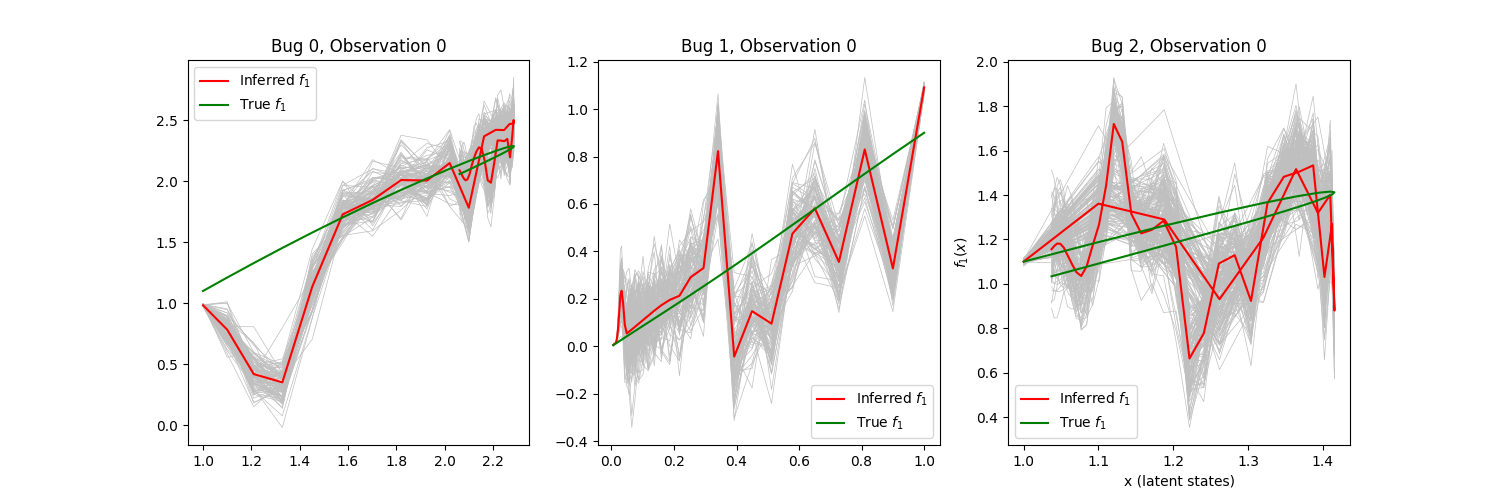 Bug 0, Observation 0
Inferred f₁
True f₁
2.5
2.0
1.5
1.0
0.5
0.0
1.0 1.2 1.4 1.6 1.8 2.0 2.2
Bug 1, Observation 0
1.2
1.0
0.8
0.6
0.4
0.2
0.0
−0.2
−0.4
Inferred f₁
True f₁
0.0 0.2 0.4 0.6 0.8 1.0
Bug 2, Observation 0
f₁(x)
2.0
1.8
1.6
1.4
1.2
1.0
0.8
0.6
0.4
Inferred f₁
True f₁
1.0 1.1 1.2 1.3 1.4
x (latent states)